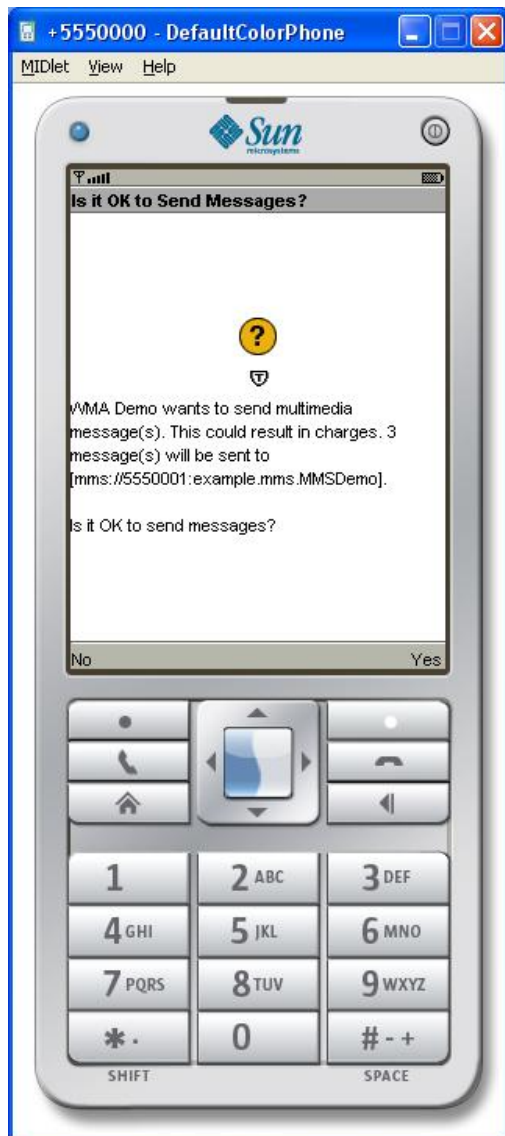 +5550000 - DefaultColorPhone
MIDlet View Help
Sun
microsystems
Is it OK to Send Messages?
?
T
WMA Demo wants to send multimedia
message(s). This could result in charges. 3
message(s) will be sent to
[mms://5550001:example.mms.MMSDemo].
Is it OK to send messages?
No Yes
1 2 ABC 3 DEF
4 GHI 5 JKL 6 MNO
7 PQRS 8 TUV 9 WXYZ
* . 0 # - +
SHIFT SPACE